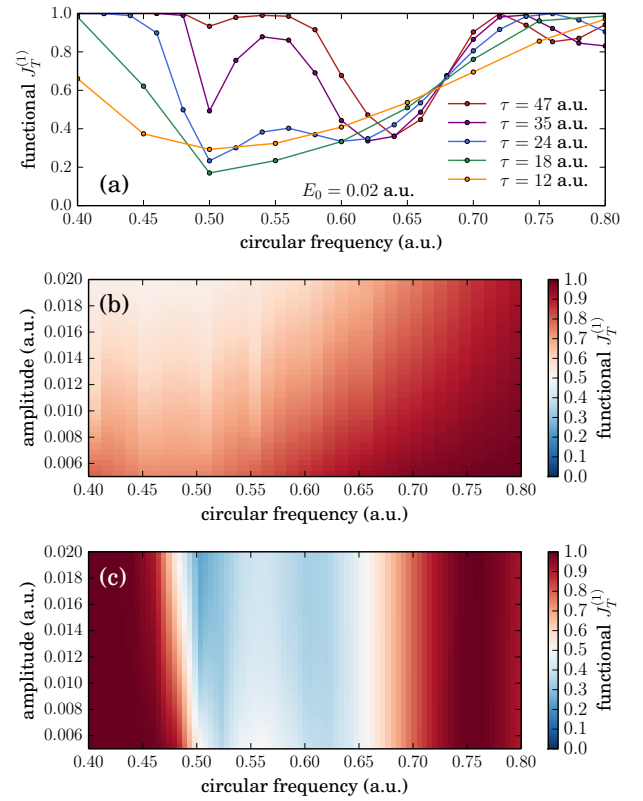 1.0
0.8
0.6
0.4
0.2
0.0
functional J_T^{(1)}
(a)
E_0 = 0.02 a.u.
τ = 47 a.u.
τ = 35 a.u.
τ = 24 a.u.
τ = 18 a.u.
τ = 12 a.u.
0.40 0.45 0.50 0.55 0.60 0.65 0.70 0.75 0.80
circular frequency (a.u.)
(b)
0.020
0.018
0.016
0.014
0.012
0.010
0.008
0.006
amplitude (a.u.)
0.40 0.45 0.50 0.55 0.60 0.65 0.70 0.75 0.80
circular frequency (a.u.)
1.0
0.9
0.8
0.7
0.6
0.5
0.4
0.3
0.2
0.1
0.0
functional J_T^{(1)}
(c)
0.020
0.018
0.016
0.014
0.012
0.010
0.008
0.006
amplitude (a.u.)
0.40 0.45 0.50 0.55 0.60 0.65 0.70 0.75 0.80
circular frequency (a.u.)
1.0
0.9
0.8
0.7
0.6
0.5
0.4
0.3
0.2
0.1
0.0
functional J_T^{(1)}